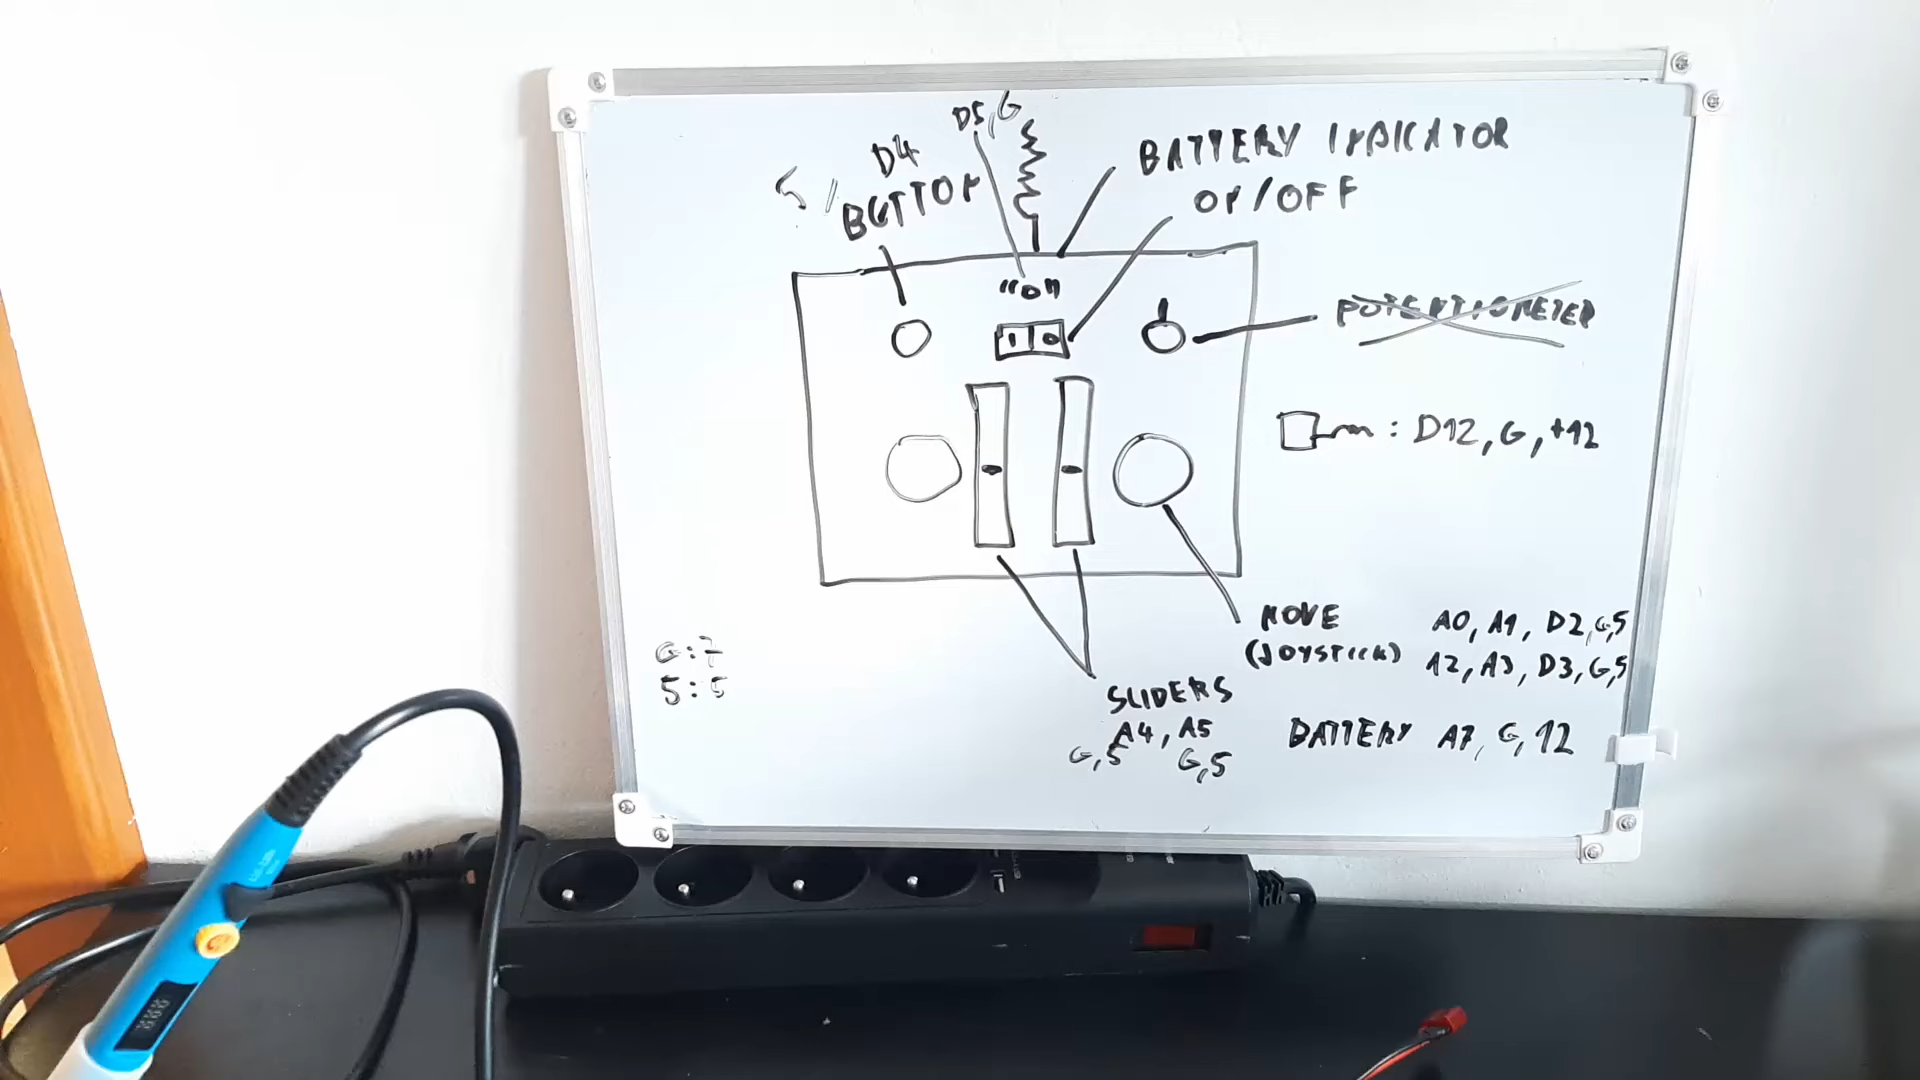 D5, G
D4
BUTTON
5
BATTERY INDICATOR
ON/OFF
"O"
I O
POTENTIOMETER
: D12, G, +12
MOVE
(JOYSTICK)
A0, A1, D2, G,5
A2, A3, D3, G,5
G:7
5:5
SLIDERS
A4, A5
G,5 G,5
BATTERY A7, G, 12